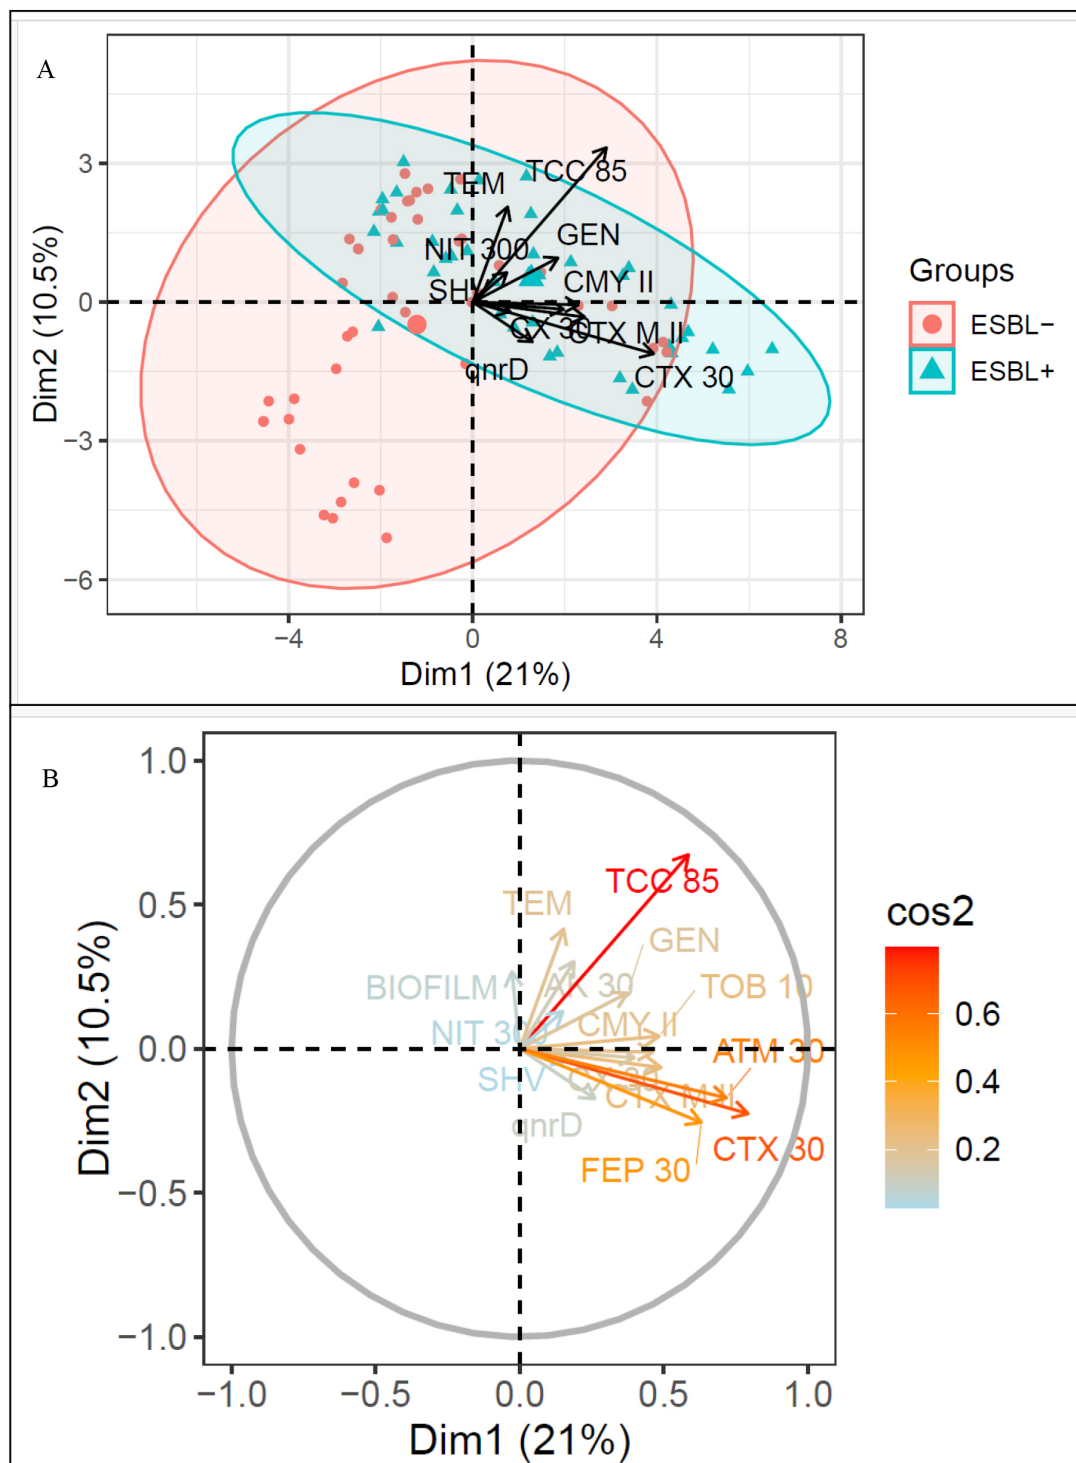 A
3
0
−3
−6
Dim2 (10.5%)
TCC 85
TEM
GEN
NIT 300
CMY II
SHV
CX 30
CTX M II
qnrD
CTX 30
−4
0
4
8
Dim1 (21%)
Groups
ESBL−
ESBL+
B
1.0
0.5
0.0
−0.5
−1.0
Dim2 (10.5%)
TCC 85
TEM
GEN
BIOFILM
AK 30
TOB 10
NIT 300
CMY II
ATM 30
SHV
CX 30
CTX M II
qnrD
CTX 30
FEP 30
−1.0
−0.5
0.0
0.5
1.0
Dim1 (21%)
cos2
0.6
0.4
0.2